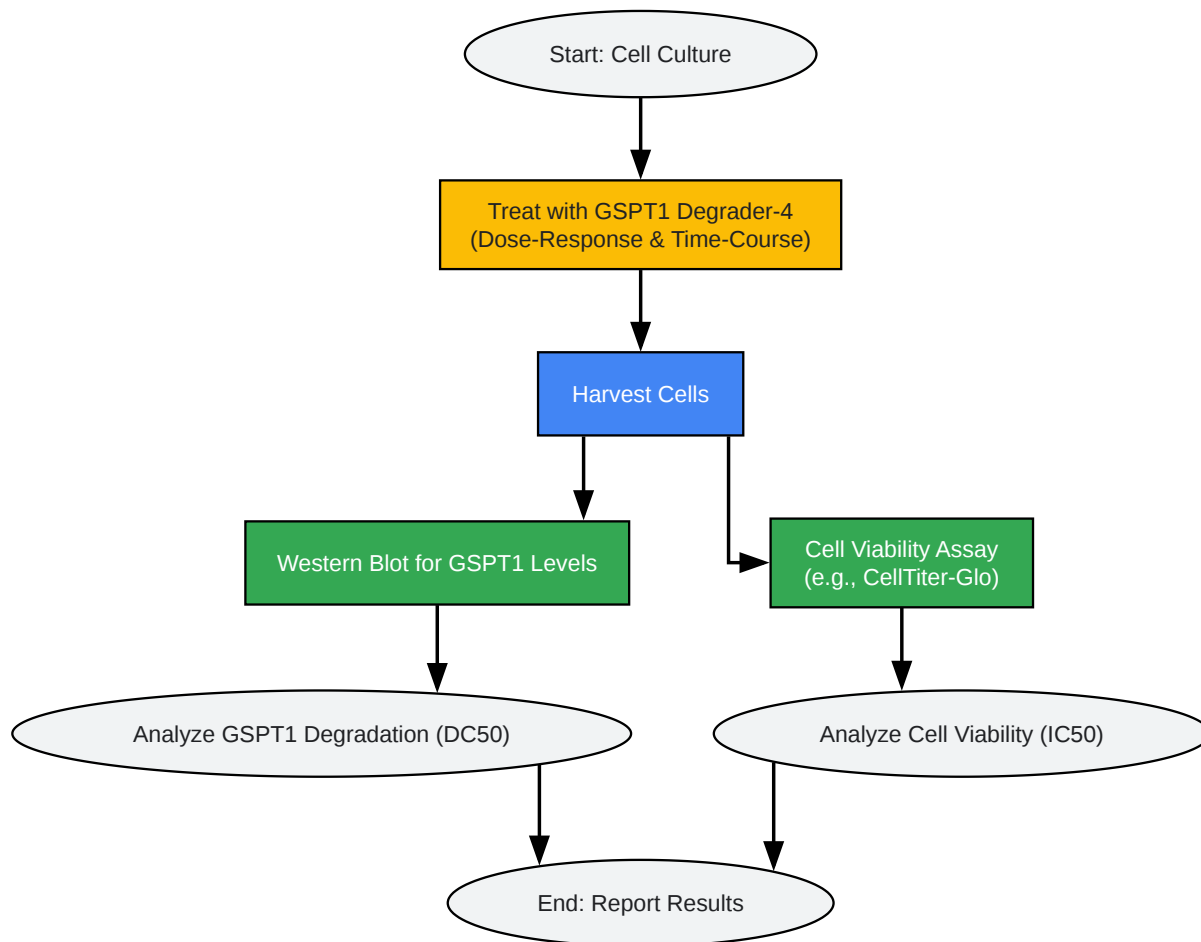 Start: Cell Culture
Treat with GSPT1 Degrader-4
(Dose-Response & Time-Course)
Harvest Cells
Western Blot for GSPT1 Levels
Cell Viability Assay
(e.g., CellTiter-Glo)
Analyze GSPT1 Degradation (DC50)
Analyze Cell Viability (IC50)
End: Report Results